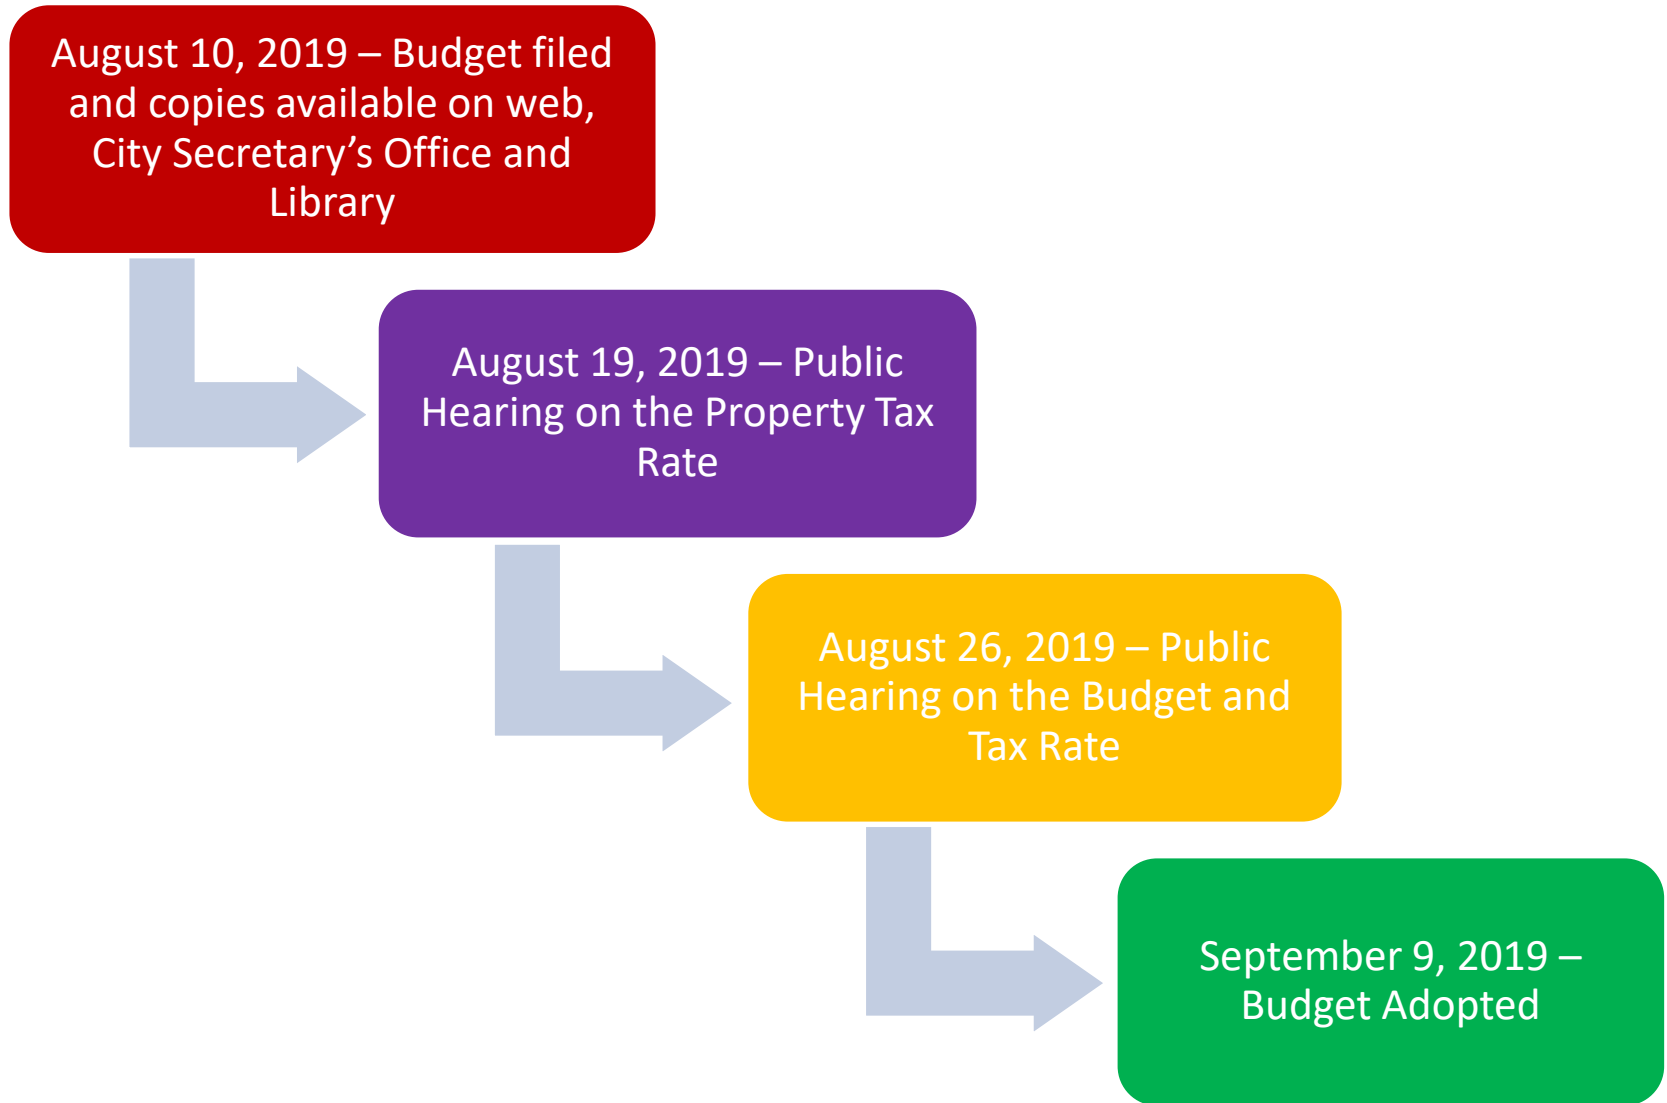 August 10, 2019 – Budget filed
and copies available on web,
City Secretary’s Office and
Library
August 19, 2019 – Public
Hearing on the Property Tax
Rate
August 26, 2019 – Public
Hearing on the Budget and
Tax Rate
September 9, 2019 –
Budget Adopted